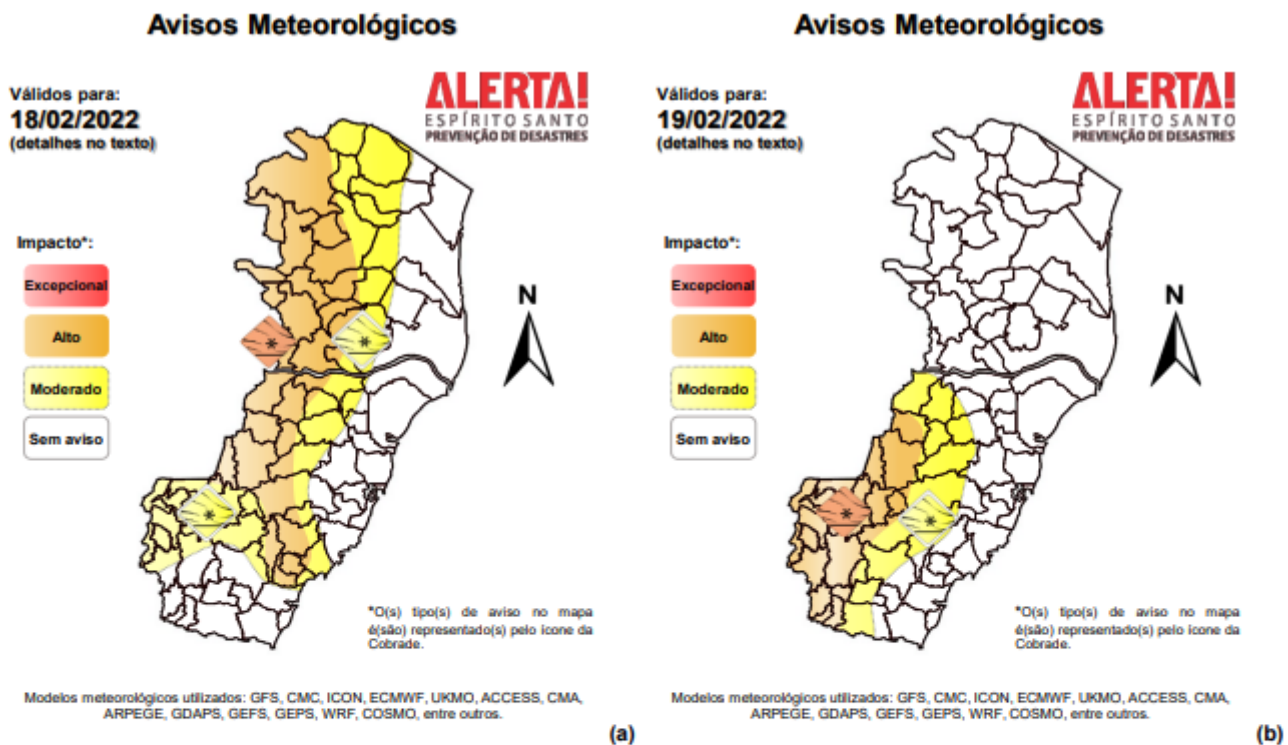 Avisos Meteorológicos
Válidos para:
18/02/2022
(detalhes no texto)
ALERTA!
ESPÍRITO SANTO
PREVENÇÃO DE DESASTRES
Impacto*:
Excepcional
Alto
Moderado
Sem aviso
N
*O(s) tipo(s) de aviso no mapa
é(são) representado(s) pelo ícone da
Cobrade.
Modelos meteorológicos utilizados: GFS, CMC, ICON, ECMWF, UKMO, ACCESS, CMA,
ARPEGE, GDAPS, GEFS, GEPS, WRF, COSMO, entre outros.
(a)
Avisos Meteorológicos
Válidos para:
19/02/2022
(detalhes no texto)
ALERTA!
ESPÍRITO SANTO
PREVENÇÃO DE DESASTRES
Impacto*:
Excepcional
Alto
Moderado
Sem aviso
N
*O(s) tipo(s) de aviso no mapa
é(são) representado(s) pelo ícone da
Cobrade.
Modelos meteorológicos utilizados: GFS, CMC, ICON, ECMWF, UKMO, ACCESS, CMA,
ARPEGE, GDAPS, GEFS, GEPS, WRF, COSMO, entre outros.
(b)